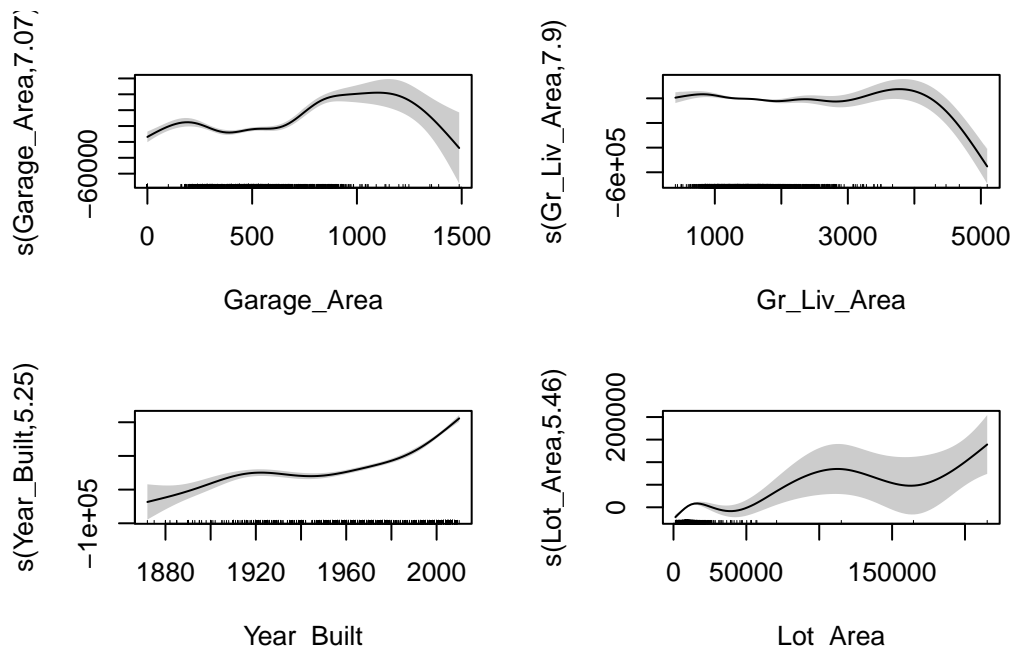 s(Garage_Area,7.07)
−60000
0 500 1000 1500
Garage_Area
s(Gr_Liv_Area,7.9)
−6e+05
1000 3000 5000
Gr_Liv_Area
s(Year_Built,5.25)
−1e+05
1880 1920 1960 2000
Year_Built
s(Lot_Area,5.46)
0 200000
0 50000 150000
Lot_Area